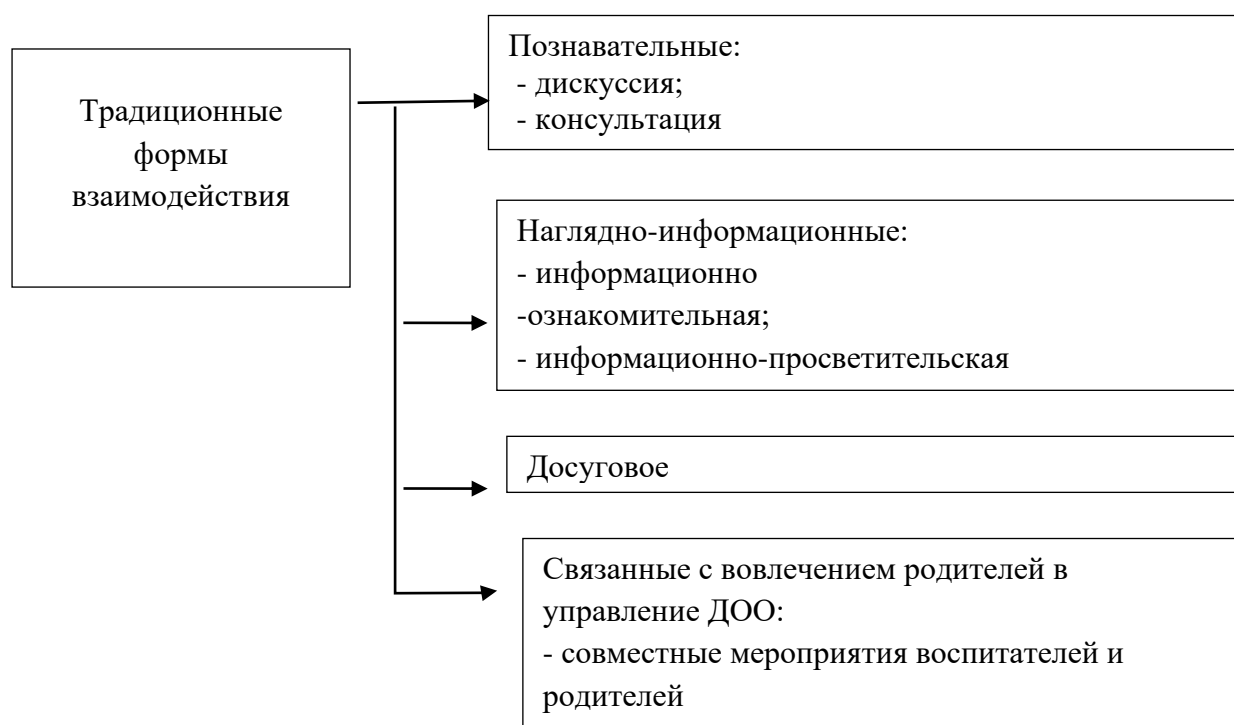 Традиционные
формы
взаимодействия
Познавательные:
- дискуссия;
- консультация
Наглядно-информационные:
- информационно
-ознакомительная;
- информационно-просветительская
Досуговое
Связанные с вовлечением родителей в
управление ДОО:
- совместные мероприятия воспитателей и
родителей